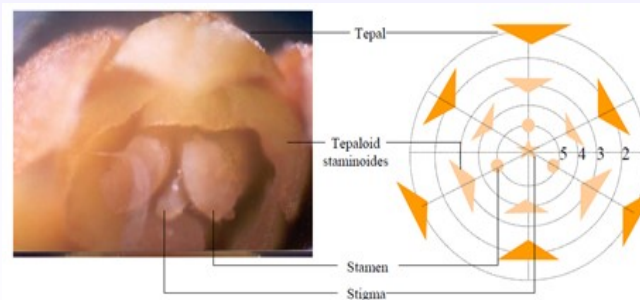 Tepal
Tepaloid
staminoides
5 4 3 2
Stamen
Stigma